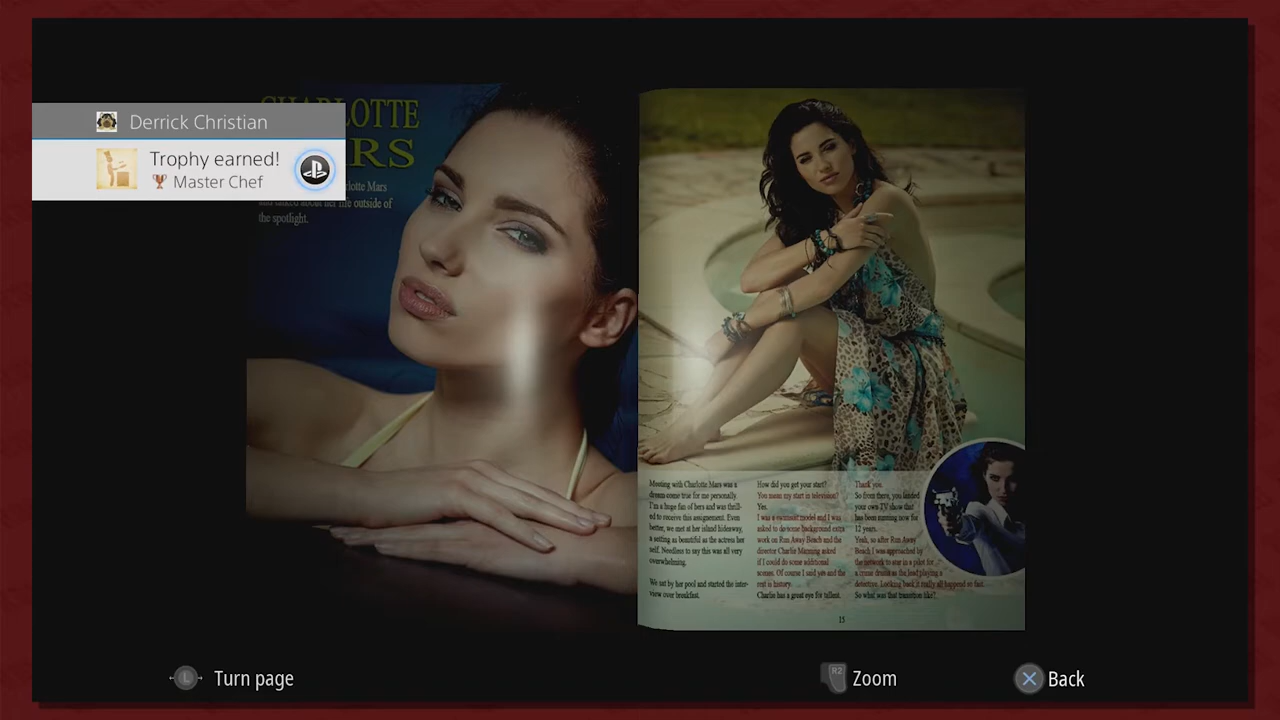 Derrick Christian
Trophy earned!
Master Chef
CHARLOTTE
RS
rlotte Mars
life outside of
the spotlight.
Meeting with Charlotte Mars was a
dream come true for me personally.
I'm a huge fan of hers and was thrill-
ed to receive this assignement. Even
better, we met at her island hideaway,
a setting as beautiful as the actress her
self. Needless to say this was all very
overwhelming.
We sat by her pool and started the inter-
view over breakfast.
How did you get your start?
You mean my start in television?
Yes.
I was a swimsuit model and I was
asked to do some background extra
work on Run Away Beach and the
director Charlie Manning asked
if I could do some additional
scenes. Of course I said yes and the
rest is history.
Charlie has a great eye for tellent.
Thank you.
So from there, you landed
your own TV show that
has been running now for
12 years.
Yeah, so after Run Away
Beach I was approached by
the network to star in a pilot for
a crime drama as the lead playing a
detective. Looking back it really all happend so fast.
So what was that transition like?
15
L
Turn page
R2
Zoom
Back